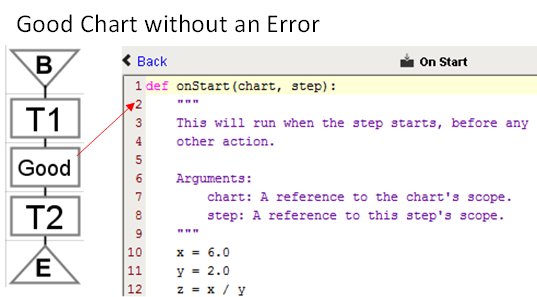 Good Chart without an Error
B
T1
Good
T2
E
Back
On Start
1 def onStart(chart, step):
2     """
3     This will run when the step starts, before any
4     other action.
5
6     Arguments:
7         chart: A reference to the chart's scope.
8         step: A reference to this step's scope.
9     """
10     x = 6.0
11     y = 2.0
12     z = x / y